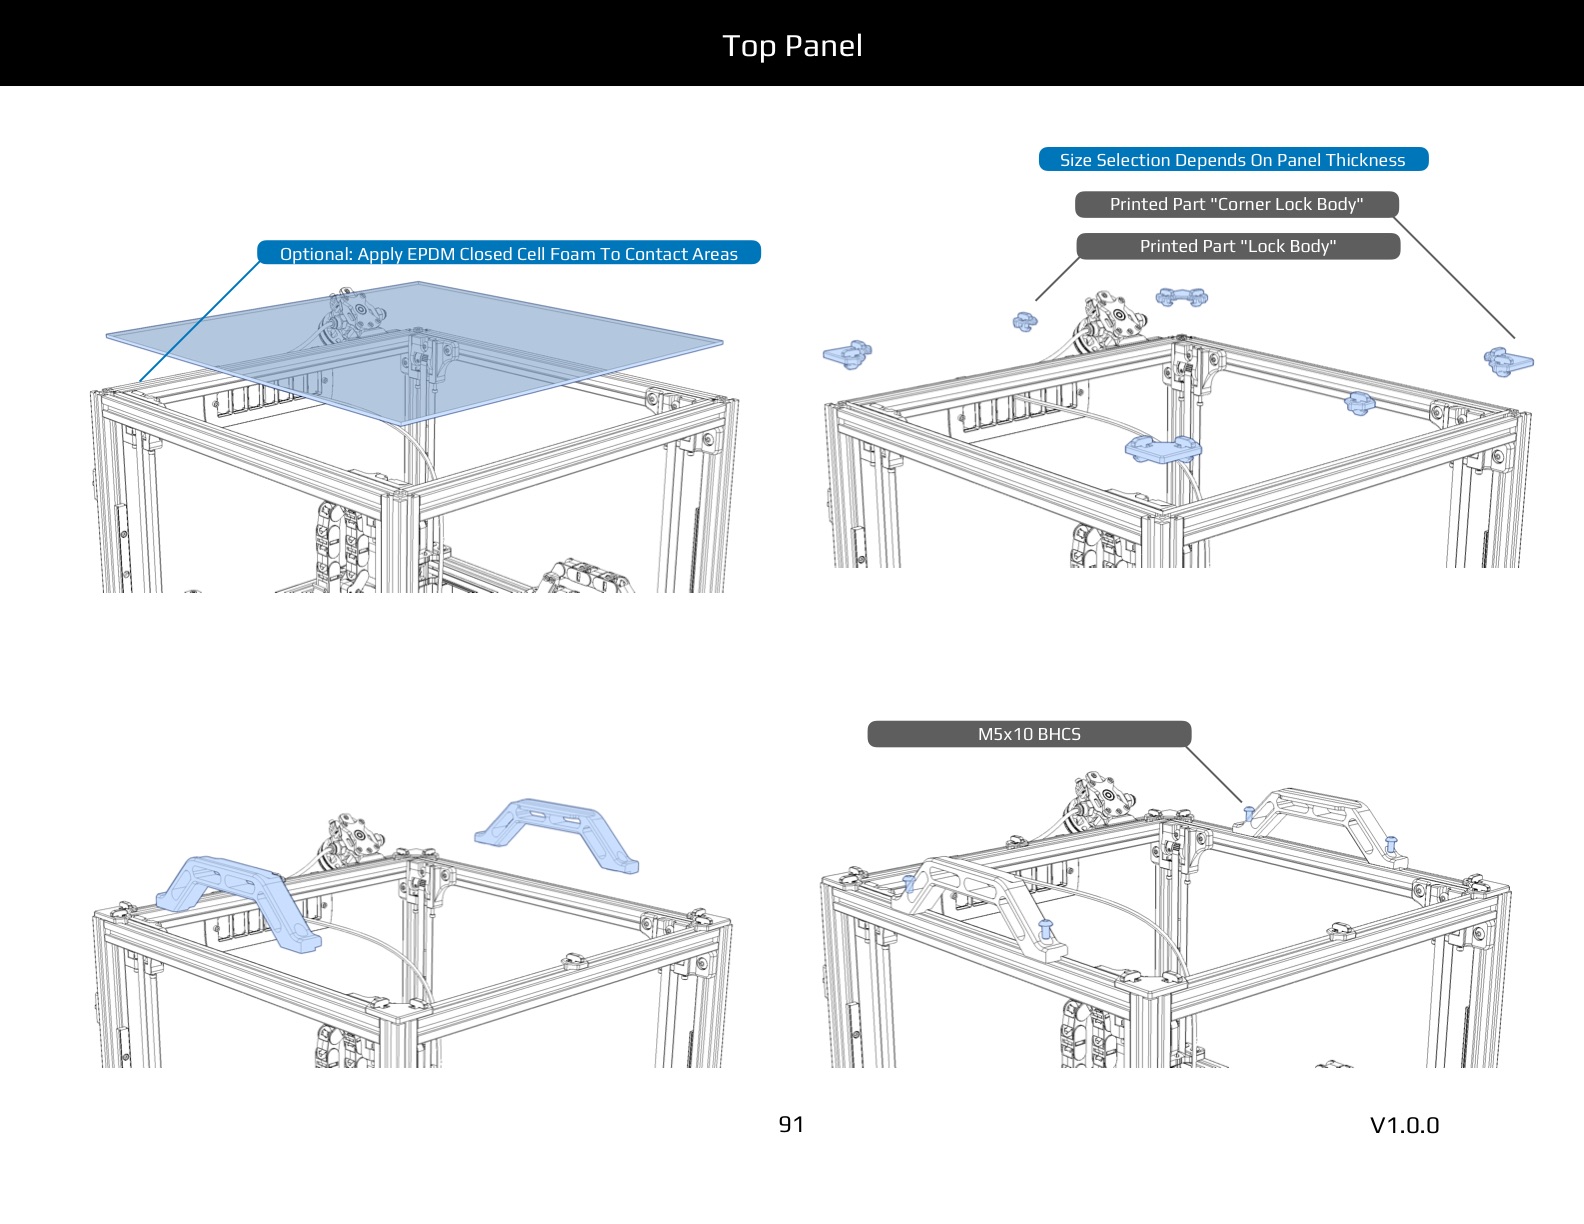 Top Panel
Optional: Apply EPDM Closed Cell Foam To Contact Areas
Size Selection Depends On Panel Thickness
Printed Part "Corner Lock Body"
Printed Part "Lock Body"
M5x10 BHCS
91
V1.0.0